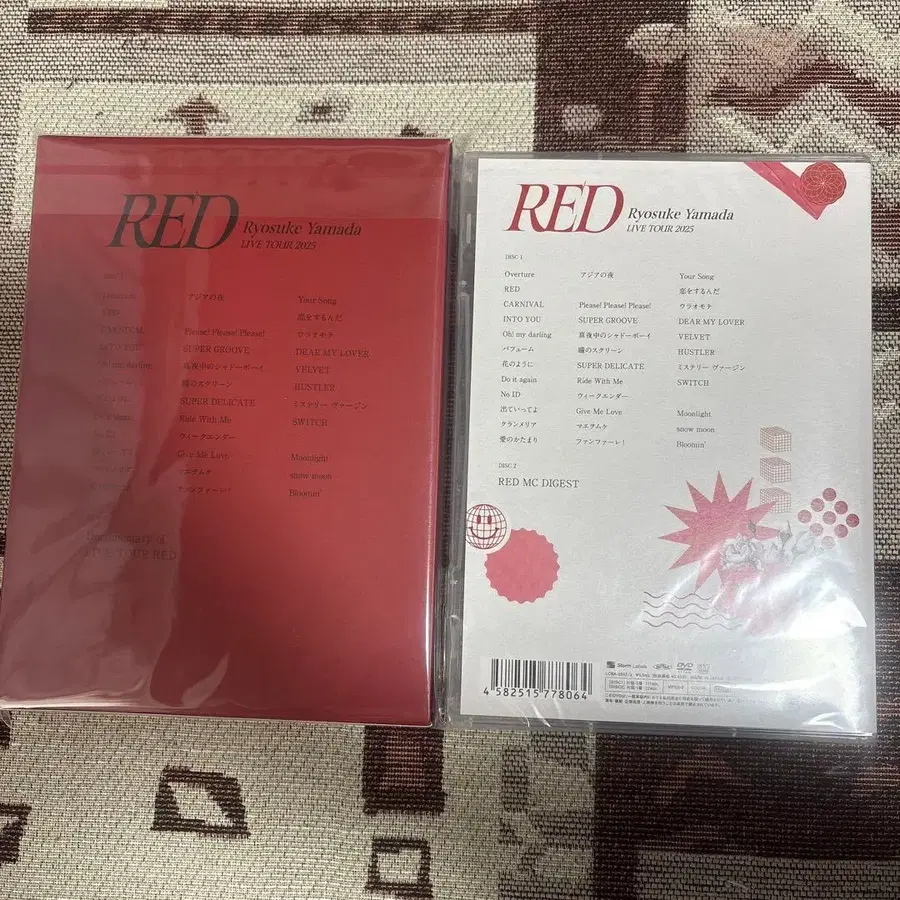 RED
Ryosuke Yamada
LIVE TOUR 2025
アジアの夜
Your Song
恋をするんだ
Please! Please! Please!
ウラオモテ
SUPER GROOVE
DEAR MY LOVER
真夜中のシャドーボーイ
VELVET
瞳のスクリーン
HUSTLER
SUPER DELICATE
ミステリー ヴァージン
Ride With Me
SWITCH
ウィークエンダー
Give Me Love
Moonlight
マエヲムケ
snow moon
ファンファーレ!
Bloomin'
Documentary of
LIVE TOUR RED
RED
Ryosuke Yamada
LIVE TOUR 2025
DISC 1
Overture
RED
CARNIVAL
INTO YOU
Oh! my darling
パフューム
花のように
Do it again
No ID
出ていってよ
クランメリア
愛のかたまり
アジアの夜
Please! Please! Please!
SUPER GROOVE
真夜中のシャドーボーイ
瞳のスクリーン
SUPER DELICATE
Ride With Me
ウィークエンダー
Give Me Love
マエヲムケ
ファンファーレ!
Your Song
恋をするんだ
ウラオモテ
DEAR MY LOVER
VELVET
HUSTLER
ミステリー ヴァージン
SWITCH
Moonlight
snow moon
Bloomin'
DISC 2
RED MC DIGEST
4 582515 778064
Storm Labels
DVD